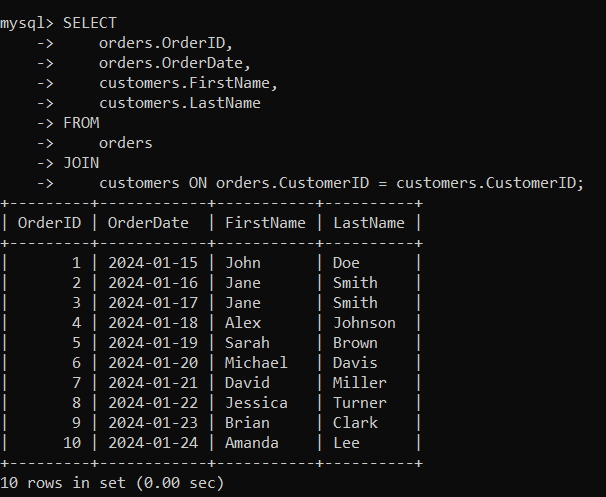 mysql> SELECT
    ->     orders.OrderID,
    ->     orders.OrderDate,
    ->     customers.FirstName,
    ->     customers.LastName
    -> FROM
    ->     orders
    -> JOIN
    ->     customers ON orders.CustomerID = customers.CustomerID;
+---------+------------+-----------+----------+
| OrderID | OrderDate  | FirstName | LastName |
+---------+------------+-----------+----------+
|       1 | 2024-01-15 | John      | Doe      |
|       2 | 2024-01-16 | Jane      | Smith    |
|       3 | 2024-01-17 | Jane      | Smith    |
|       4 | 2024-01-18 | Alex      | Johnson  |
|       5 | 2024-01-19 | Sarah     | Brown    |
|       6 | 2024-01-20 | Michael   | Davis    |
|       7 | 2024-01-21 | David     | Miller   |
|       8 | 2024-01-22 | Jessica   | Turner   |
|       9 | 2024-01-23 | Brian     | Clark    |
|      10 | 2024-01-24 | Amanda    | Lee      |
+---------+------------+-----------+----------+
10 rows in set (0.00 sec)